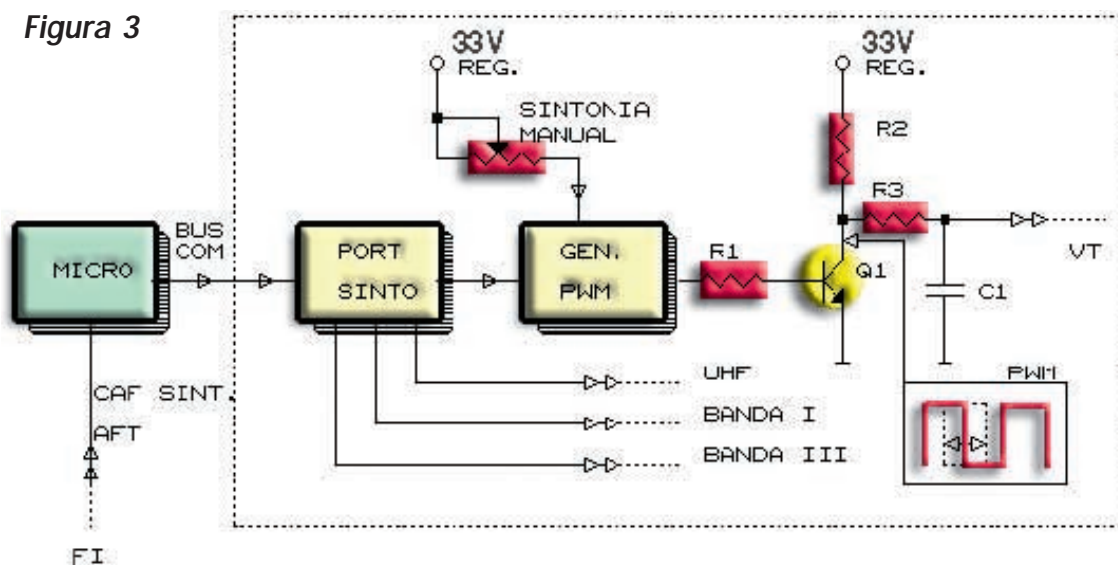 Figura 3
33V
REG.
33V
REG.
SINTONIA
MANUAL
R2
R3
BUS
COM
MICRO
PORT
SINTO
GEN.
PWM
R1
Q1
VT
C1
UHF
PWM
CAF SINT.
AFT
BANDA I
BANDA III
FI